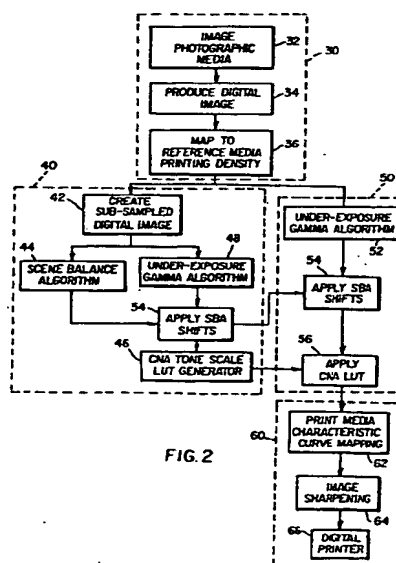 IMAGE
PHOTOGRAPHIC
MEDIA
32
30
PRODUCE DIGITAL
IMAGE
34
MAP TO
REFERENCE MEDIA
PRINTING DENSITY
36
40
50
42
CREATE
SUB-SAMPLED
DIGITAL IMAGE
44
48
SCENE BALANCE
ALGORITHM
UNDER-EXPOSURE
GAMMA ALGORITHM
UNDER-EXPOSURE
GAMMA ALGORITHM
52
54
APPLY SBA
SHIFTS
54
APPLY SBA
SHIFTS
46
CNA TONE SCALE
LUT GENERATOR
56
APPLY
CNA LUT
60
PRINT MEDIA
CHARACTERISTIC
CURVE MAPPING
62
IMAGE
SHARPENING
64
66
DIGITAL
PRINTER
FIG. 2